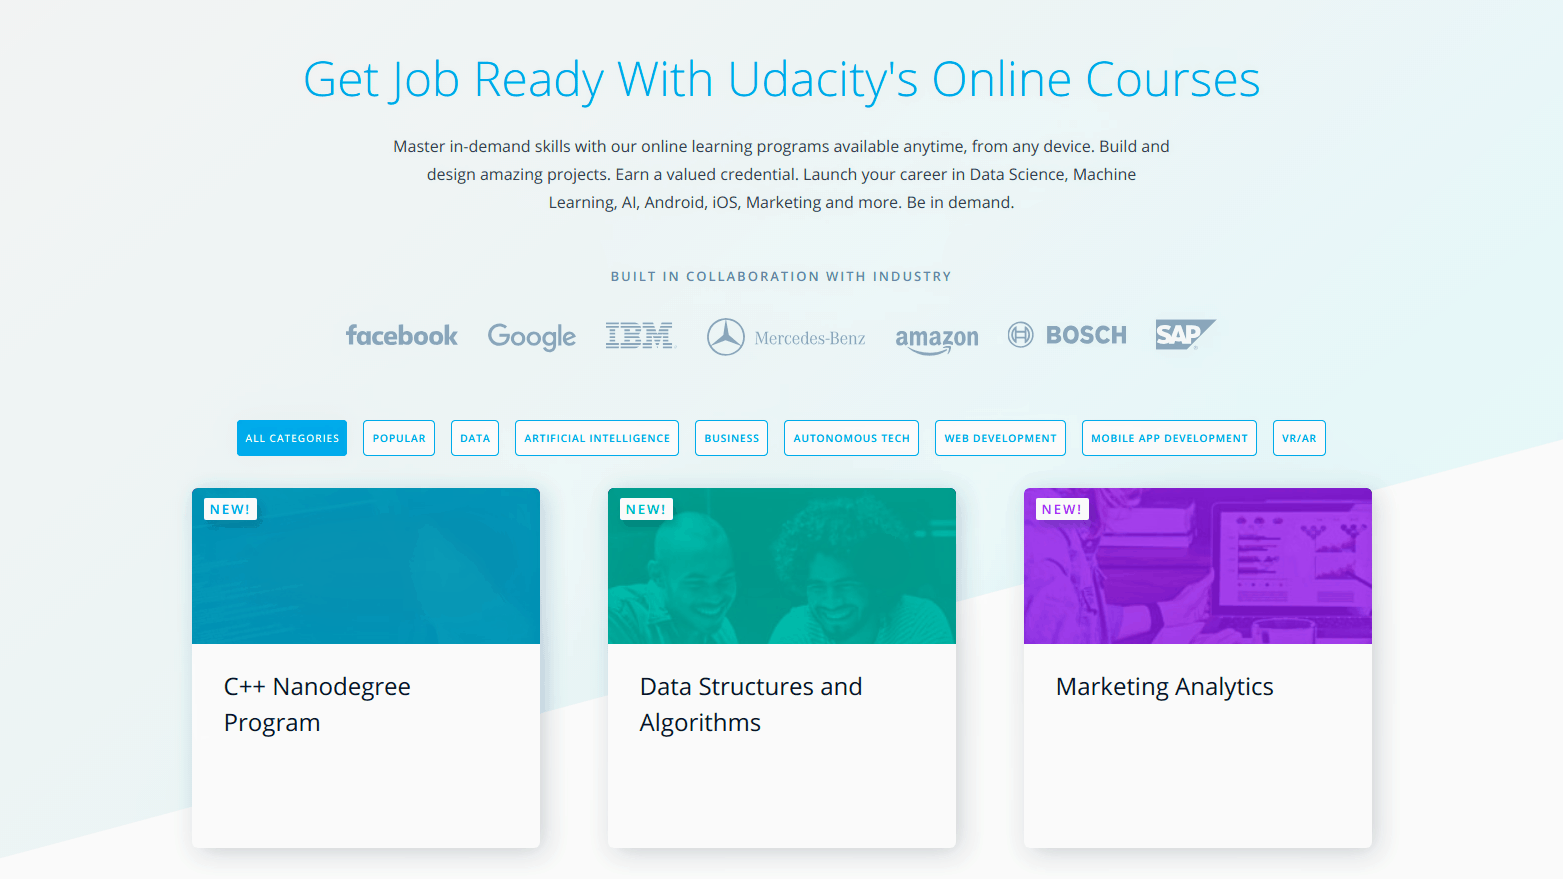 Get Job Ready With Udacity's Online Courses
Master in-demand skills with our online learning programs available anytime, from any device. Build and
design amazing projects. Earn a valued credential. Launch your career in Data Science, Machine
Learning, AI, Android, iOS, Marketing and more. Be in demand.
BUILT IN COLLABORATION WITH INDUSTRY
facebook Google IBM Mercedes-Benz amazon BOSCH SAP
ALL CATEGORIES POPULAR DATA ARTIFICIAL INTELLIGENCE BUSINESS AUTONOMOUS TECH WEB DEVELOPMENT MOBILE APP DEVELOPMENT VR/AR
NEW! NEW! NEW!
C++ Nanodegree
Program
Data Structures and
Algorithms
Marketing Analytics